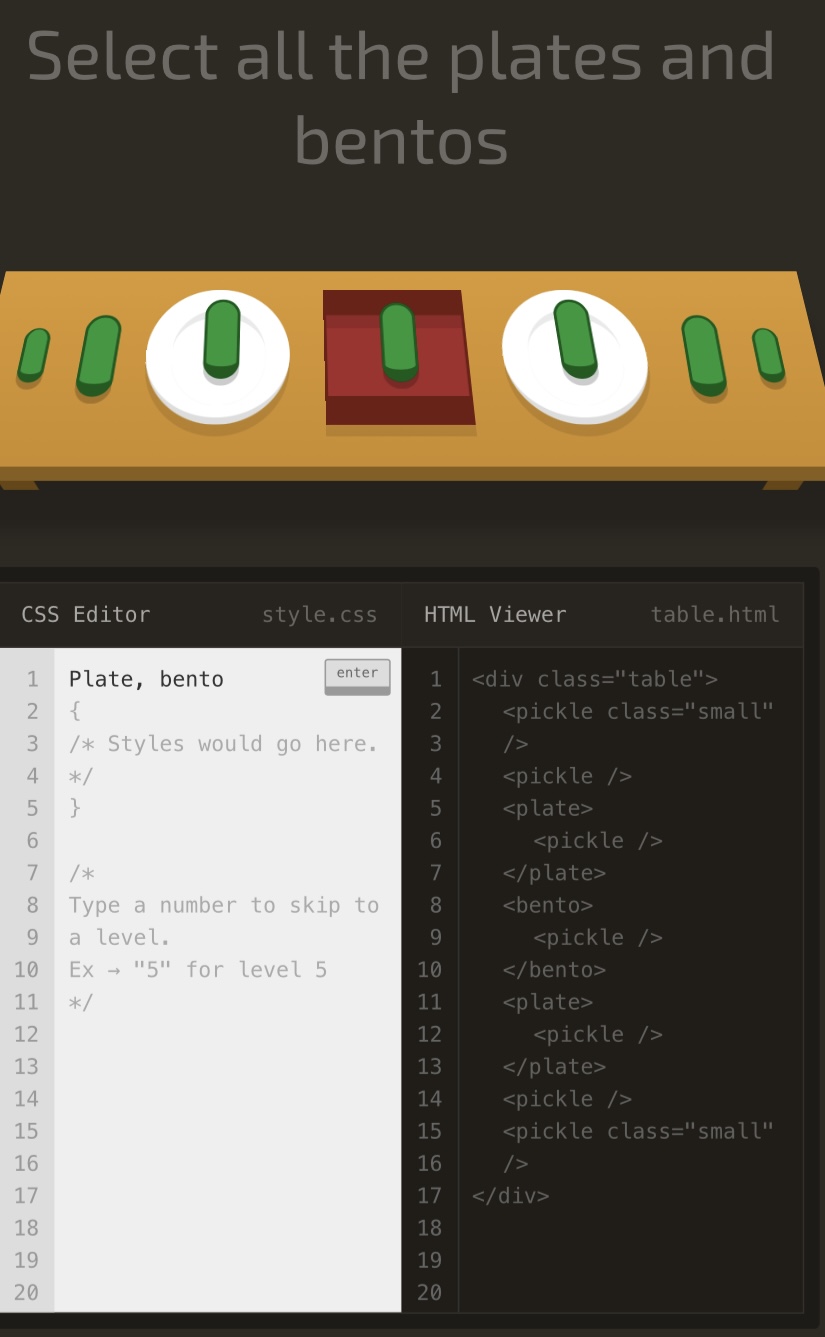 Select all the plates and
bentos
CSS Editor style.css
1 Plate, bento enter
2 {
3 /* Styles would go here.
4 */
5 }
6
7 /*
8 Type a number to skip to
9 a level.
10 Ex → "5" for level 5
11 */
12
13
14
15
16
17
18
19
20
HTML Viewer table.html
1 <div class="table">
2 <pickle class="small"
3 />
4 <pickle />
5 <plate>
6 <pickle />
7 </plate>
8 <bento>
9 <pickle />
10 </bento>
11 <plate>
12 <pickle />
13 </plate>
14 <pickle />
15 <pickle class="small"
16 />
17 </div>
18
19
20